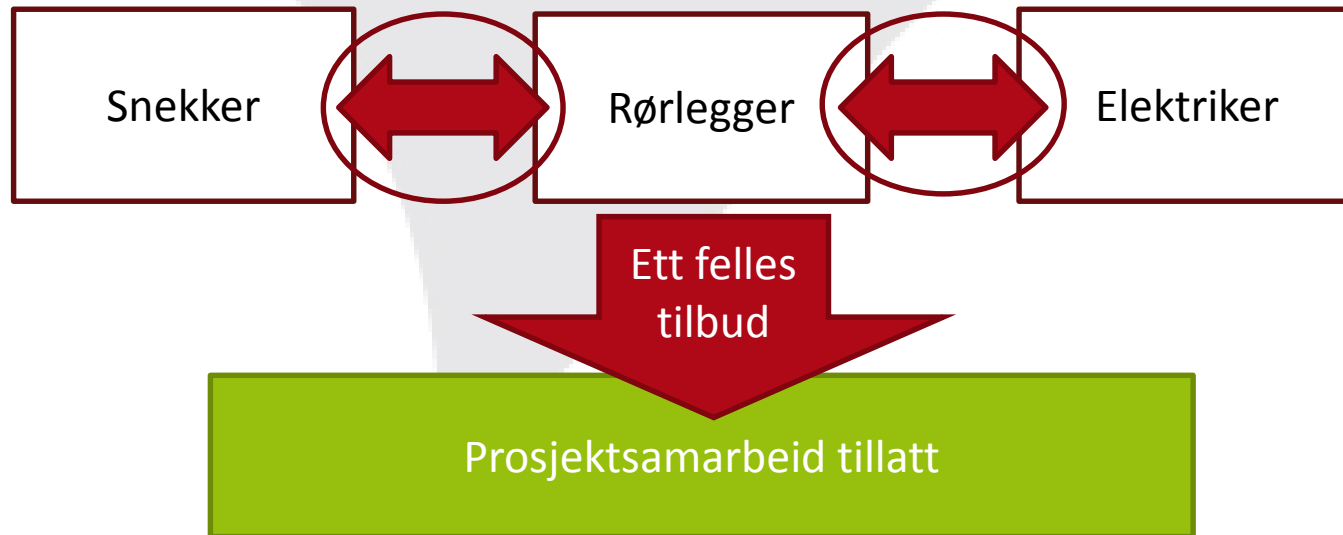 Snekker
Rørlegger
Elektriker
Ett felles
tilbud
Prosjektsamarbeid tillatt